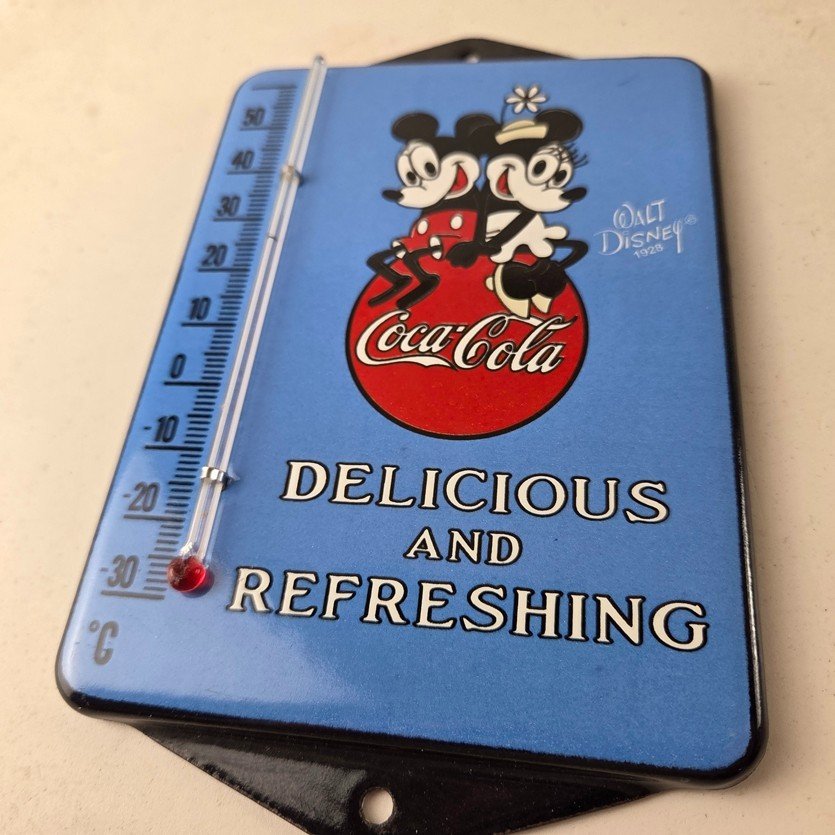 50
40
30
20
10
0
-10
-20
-30
°C
WALT
DISNEY®
1928
Coca-Cola
DELICIOUS
AND
REFRESHING